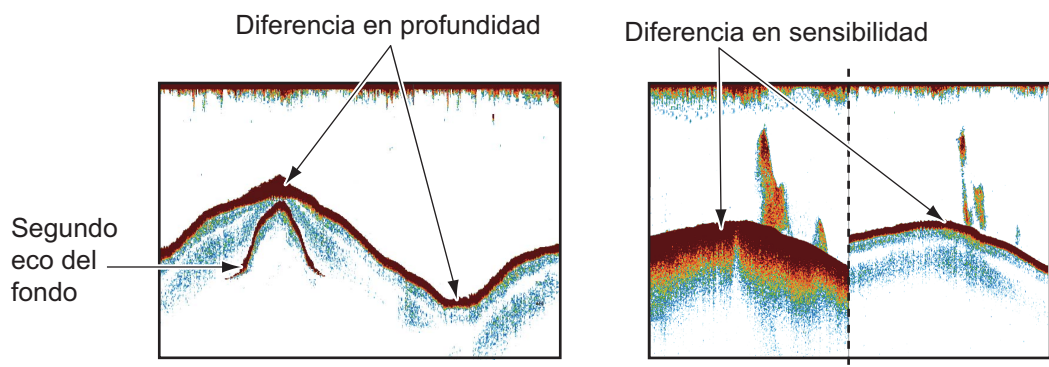 Diferencia en profundidad
Diferencia en sensibilidad
Segundo
eco del
fondo